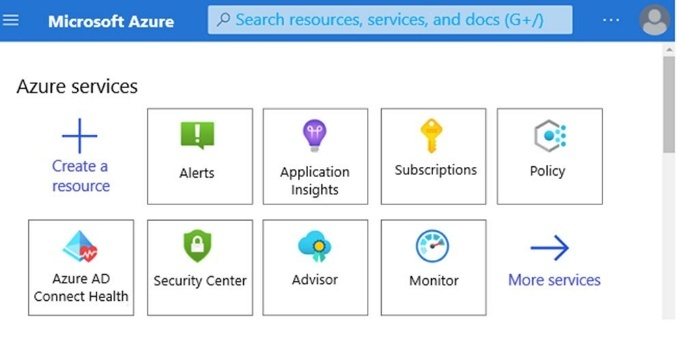 Microsoft Azure
Search resources, services, and docs (G+/)
Azure services
Create a
resource
Alerts
Application
Insights
Subscriptions
Policy
Azure AD
Connect Health
Security Center
Advisor
Monitor
More services